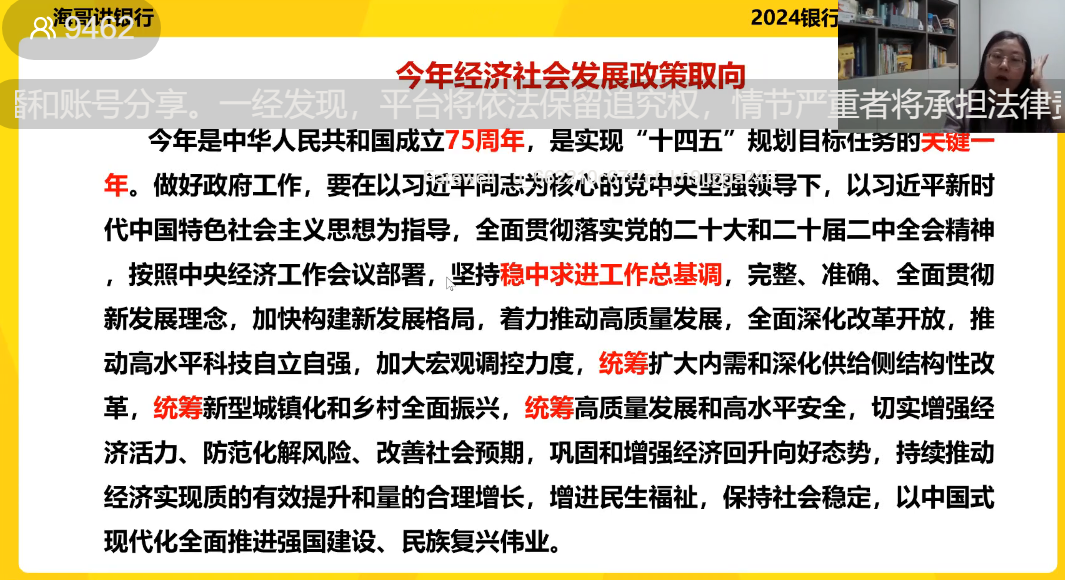 海哥讲银行
2024银行
9462
今年经济社会发展政策取向
播和账号分享。一经发现，平台将依法保留追究权，情节严重者将承担法律责
今年是中华人民共和国成立75周年，是实现“十四五”规划目标任务的关键一
年。做好政府工作，要在以习近平同志为核心的党中央坚强领导下，以习近平新时
代中国特色社会主义思想为指导，全面贯彻落实党的二十大和二十届二中全会精神
，按照中央经济工作会议部署，坚持稳中求进工作总基调，完整、准确、全面贯彻
新发展理念，加快构建新发展格局，着力推动高质量发展，全面深化改革开放，推
动高水平科技自立自强，加大宏观调控力度，统筹扩大内需和深化供给侧结构性改
革，统筹新型城镇化和乡村全面振兴，统筹高质量发展和高水平安全，切实增强经
济活力、防范化解风险、改善社会预期，巩固和增强经济回升向好态势，持续推动
经济实现质的有效提升和量的合理增长，增进民生福祉，保持社会稳定，以中国式
现代化全面推进强国建设、民族复兴伟业。